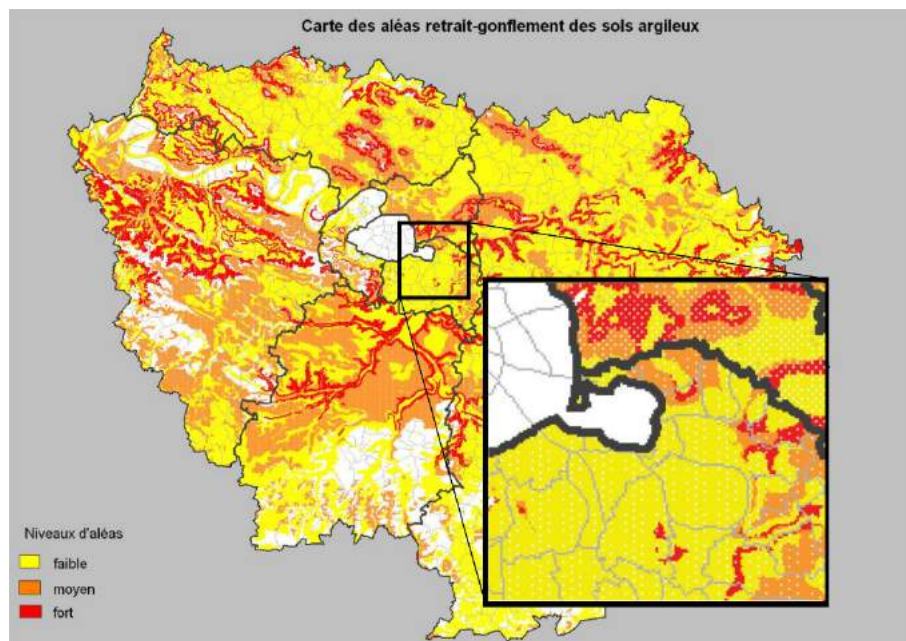 Carte des aléas retrait-gonflement des sols argileux
Niveaux d'aléas
faible
moyen
fort